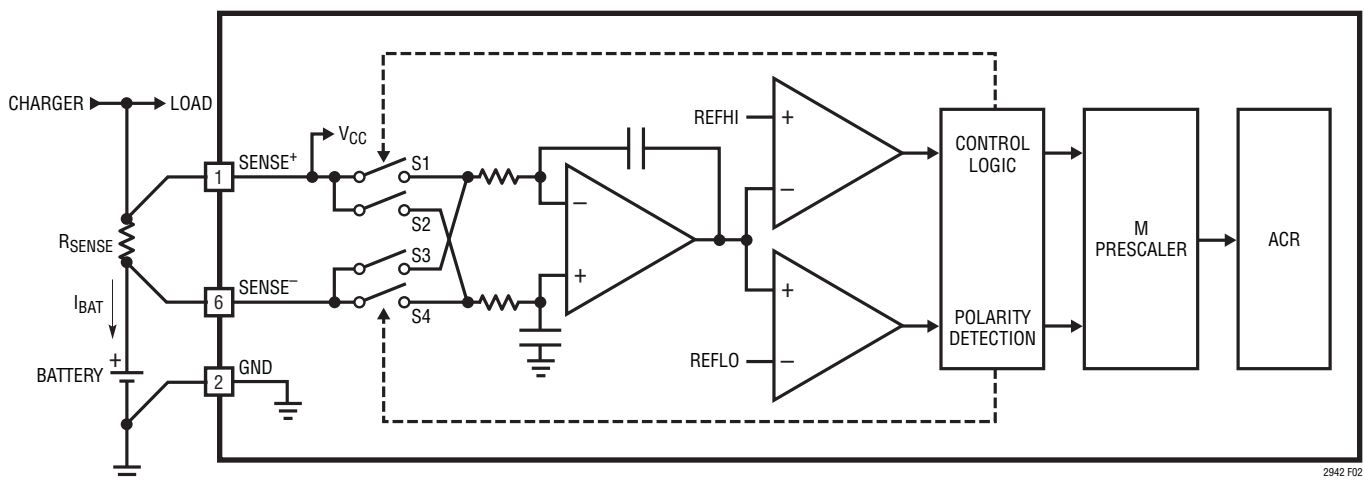 CHARGER
LOAD
1
SENSE+
VCC
S1
S2
S3
S4
RSENSE
IBAT
6
SENSE–
BATTERY
+
2
GND
–
+
REFHI
+
–
+
REFLO
–
CONTROL
LOGIC
POLARITY
DETECTION
M
PRESCALER
ACR
2942 F02